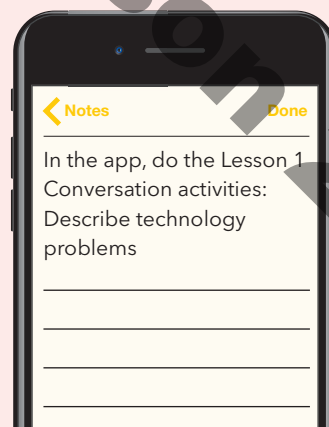 Notes Done
In the app, do the Lesson 1
Conversation activities:
Describe technology
problems